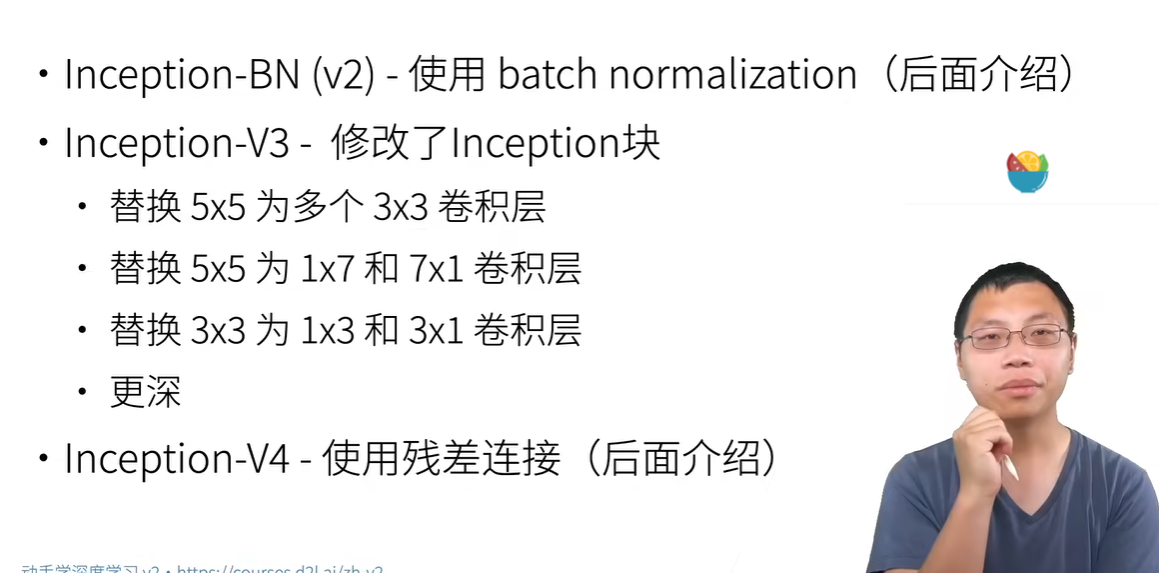 • Inception-BN (v2) - 使用 batch normalization（后面介绍）
• Inception-V3 - 修改了Inception块
• 替换 5x5 为多个 3x3 卷积层
• 替换 5x5 为 1x7 和 7x1 卷积层
• 替换 3x3 为 1x3 和 3x1 卷积层
• 更深
• Inception-V4 - 使用残差连接（后面介绍）
动手学深度学习 v2 • https://courses.d2l.ai/zh-v2